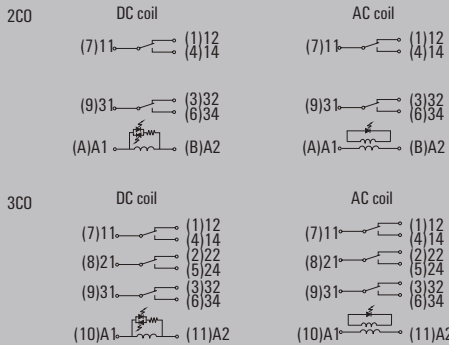 2CO DC coil AC coil
(7)11 (1)12 (7)11 (1)12
(4)14 (4)14
(9)31 (3)32 (9)31 (3)32
(6)34 (6)34
(A)A1 (B)A2 (A)A1 (B)A2
3CO DC coil AC coil
(7)11 (1)12 (7)11 (1)12
(4)14 (4)14
(8)21 (2)22 (8)21 (2)22
(5)24 (5)24
(9)31 (3)32 (9)31 (3)32
(6)34 (6)34
(10)A1 (11)A2 (10)A1 (11)A2